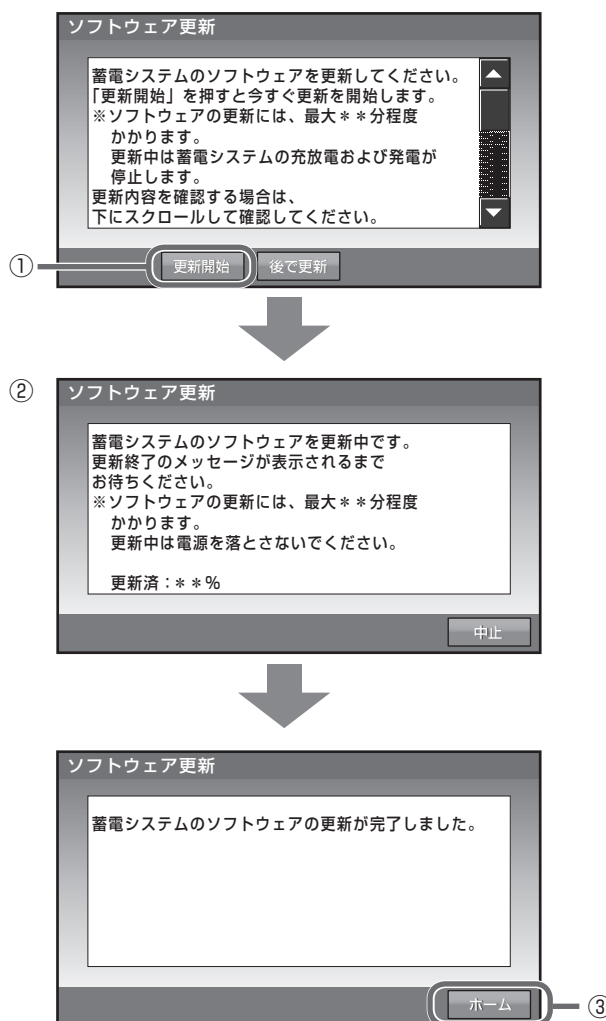 ソフトウェア更新
蓄電システムのソフトウェアを更新してください。
「更新開始」を押すと今すぐ更新を開始します。
※ソフトウェアの更新には、最大＊＊分程度
かかります。
更新中は蓄電システムの充放電および発電が
停止します。
更新内容を確認する場合は、
下にスクロールして確認してください。
① 更新開始 後で更新
②
ソフトウェア更新
蓄電システムのソフトウェアを更新中です。
更新終了のメッセージが表示されるまで
お待ちください。
※ソフトウェアの更新には、最大＊＊分程度
かかります。
更新中は電源を落とさないでください。
更新済：＊＊％
中止
ソフトウェア更新
蓄電システムのソフトウェアの更新が完了しました。
ホーム ③